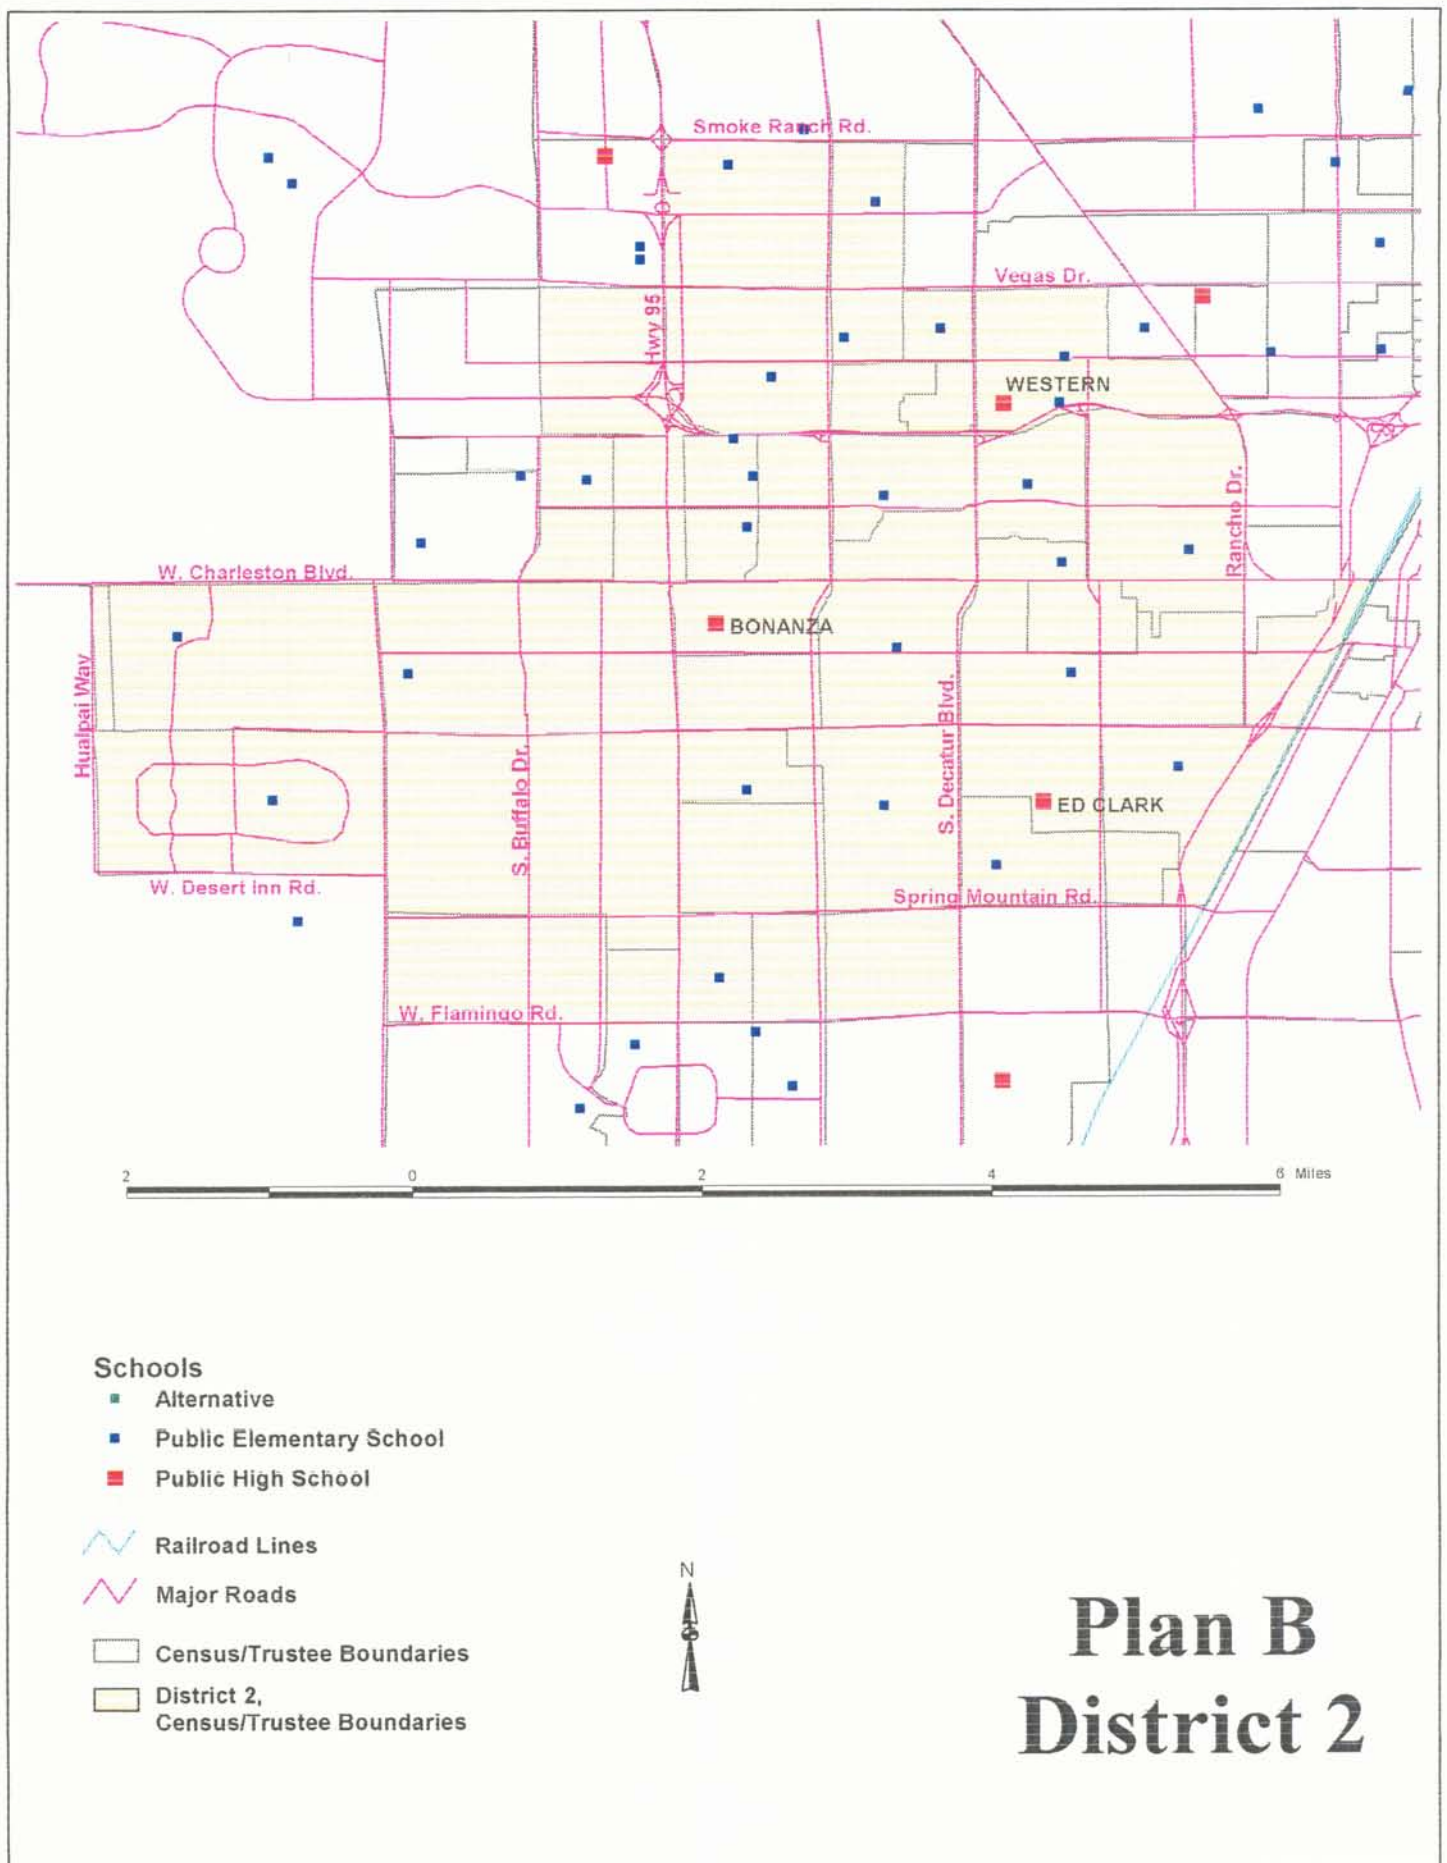 Smoke Ranch Rd.
Vegas Dr.
Hwy 95
WESTERN
Rancho Dr.
W. Charleston Blvd.
BONANZA
Hualpai Way
S. Buffalo Dr.
S. Decatur Blvd.
ED CLARK
W. Desert Inn Rd.
Spring Mountain Rd.
W. Flamingo Rd.
2 0 2 4 6 Miles
Schools
Alternative
Public Elementary School
Public High School
Railroad Lines
Major Roads
Census/Trustee Boundaries
District 2,
Census/Trustee Boundaries
N
Plan B
District 2